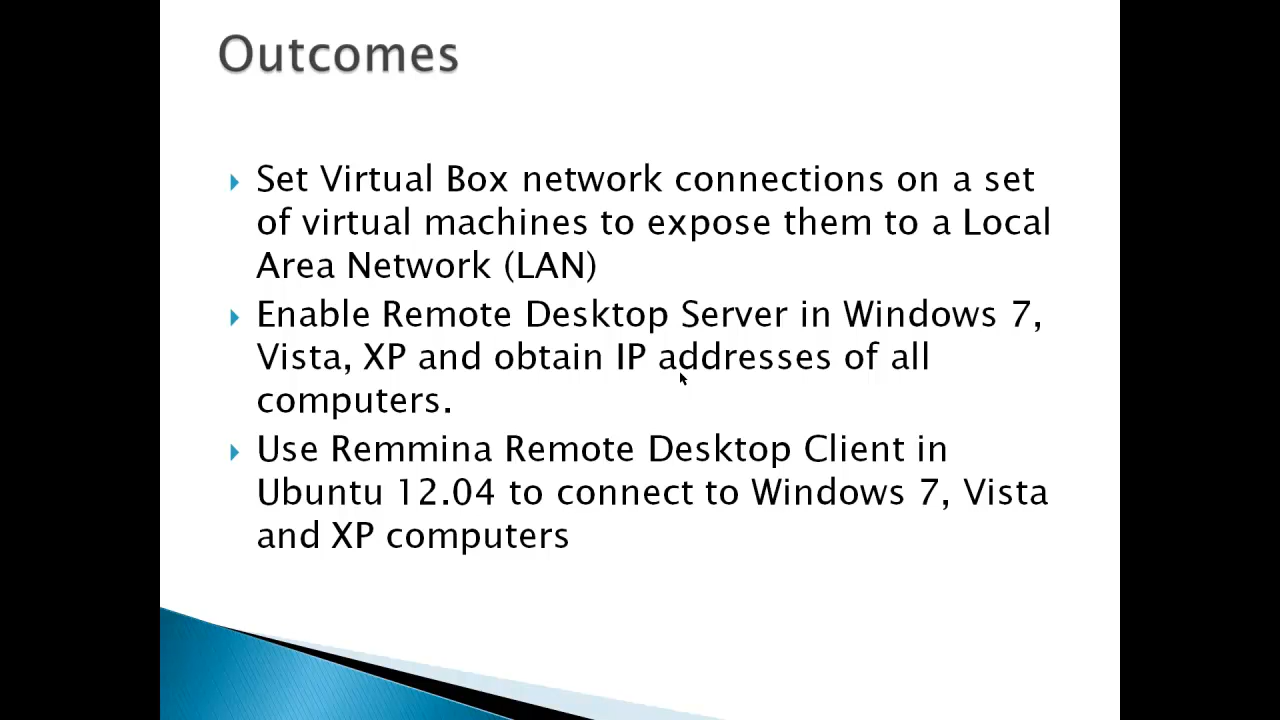 Outcomes
Set Virtual Box network connections on a set
of virtual machines to expose them to a Local
Area Network (LAN)
Enable Remote Desktop Server in Windows 7,
Vista, XP and obtain IP addresses of all
computers.
Use Remmina Remote Desktop Client in
Ubuntu 12.04 to connect to Windows 7, Vista
and XP computers